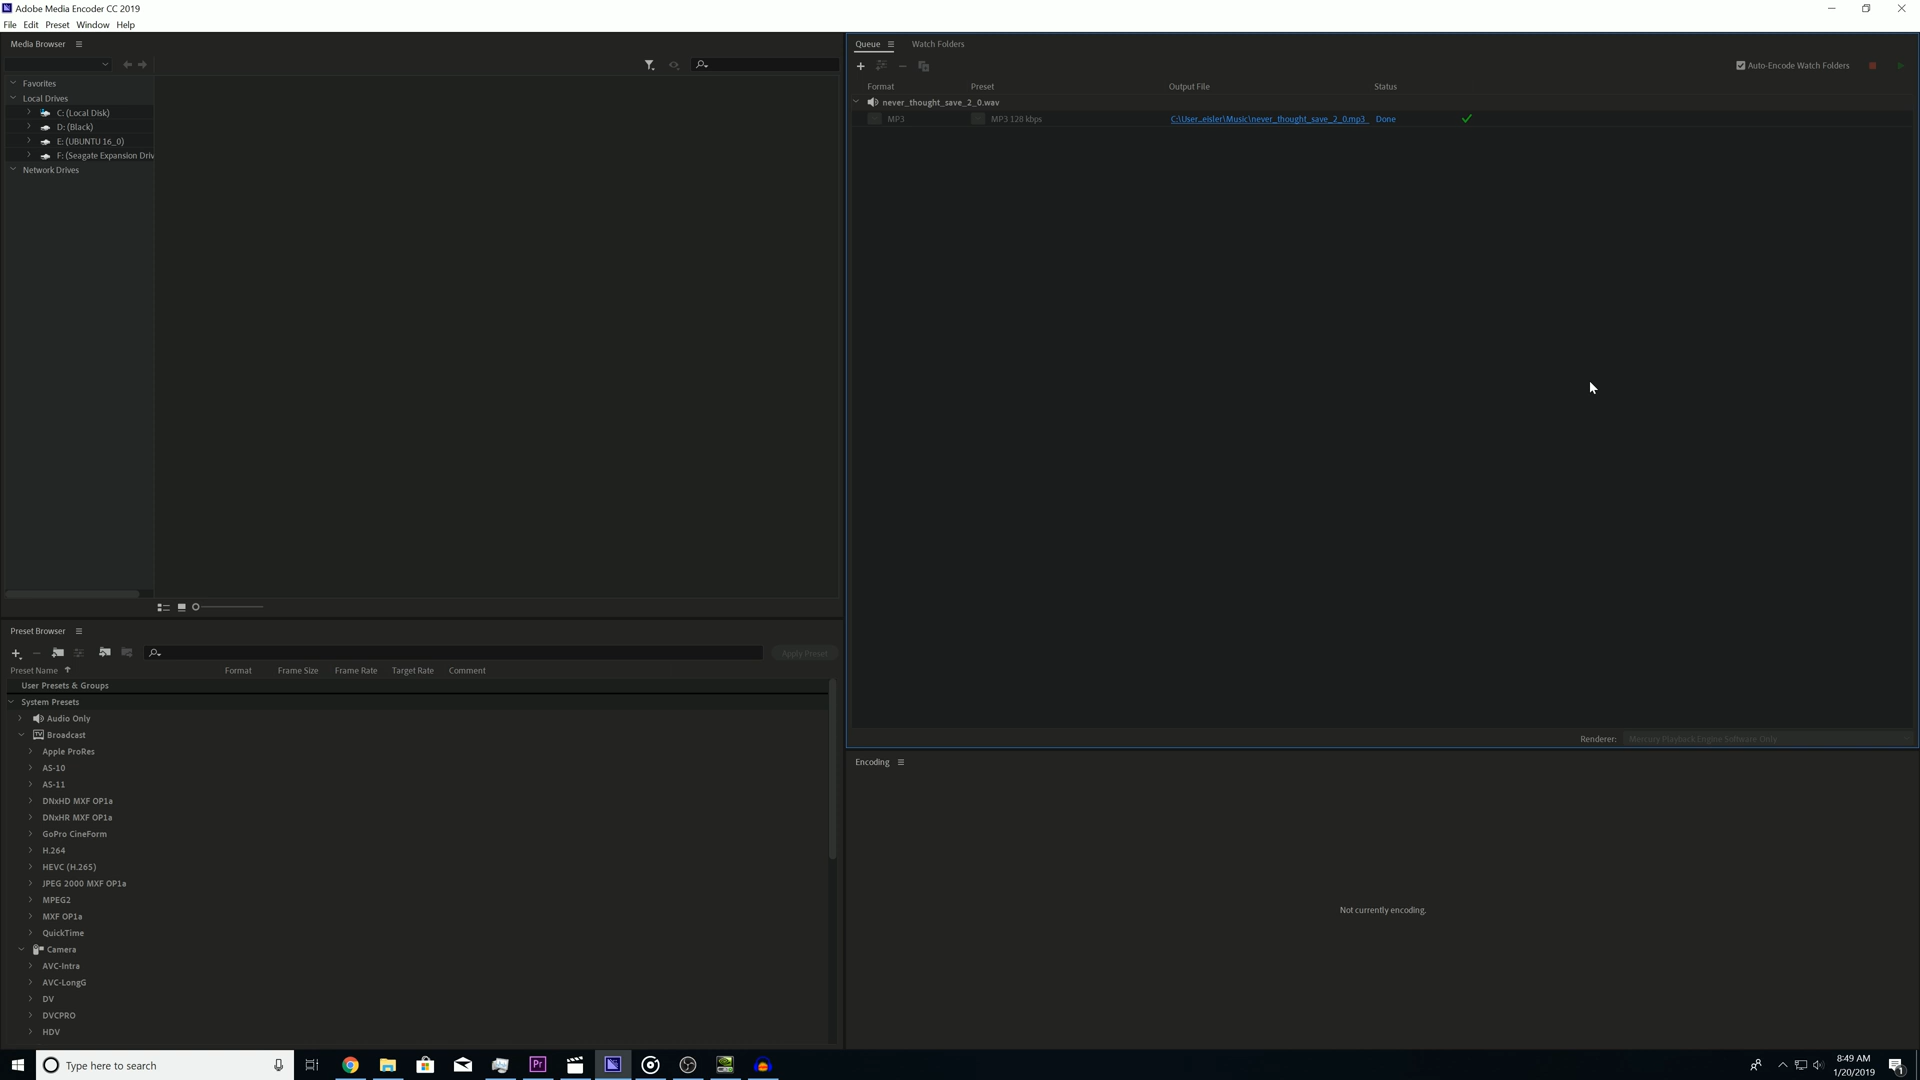 Adobe Media Encoder CC 2019
File Edit Preset Window Help
Media Browser
Favorites
Local Drives
C: (Local Disk)
D: (Black)
E: (UBUNTU 16_0)
F: (Seagate Expansion Driv
Network Drives
Queue Watch Folders
Auto-Encode Watch Folders
Format Preset Output File Status
never_thought_save_2_0.wav
MP3 MP3 128 kbps C:\User...eisler\Music\never_thought_save_2_0.mp3 Done
Renderer: Mercury Playback Engine Software Only
Preset Browser
Apply Preset
Preset Name Format Frame Size Frame Rate Target Rate Comment
User Presets & Groups
System Presets
Audio Only
Broadcast
Apple ProRes
AS-10
AS-11
DNxHD MXF OP1a
DNxHR MXF OP1a
GoPro CineForm
H.264
HEVC (H.265)
JPEG 2000 MXF OP1a
MPEG2
MXF OP1a
QuickTime
Camera
AVC-Intra
AVC-LongG
DV
DVCPRO
HDV
Encoding
Not currently encoding.
Type here to search
Pr
8:49 AM
1/20/2019
1